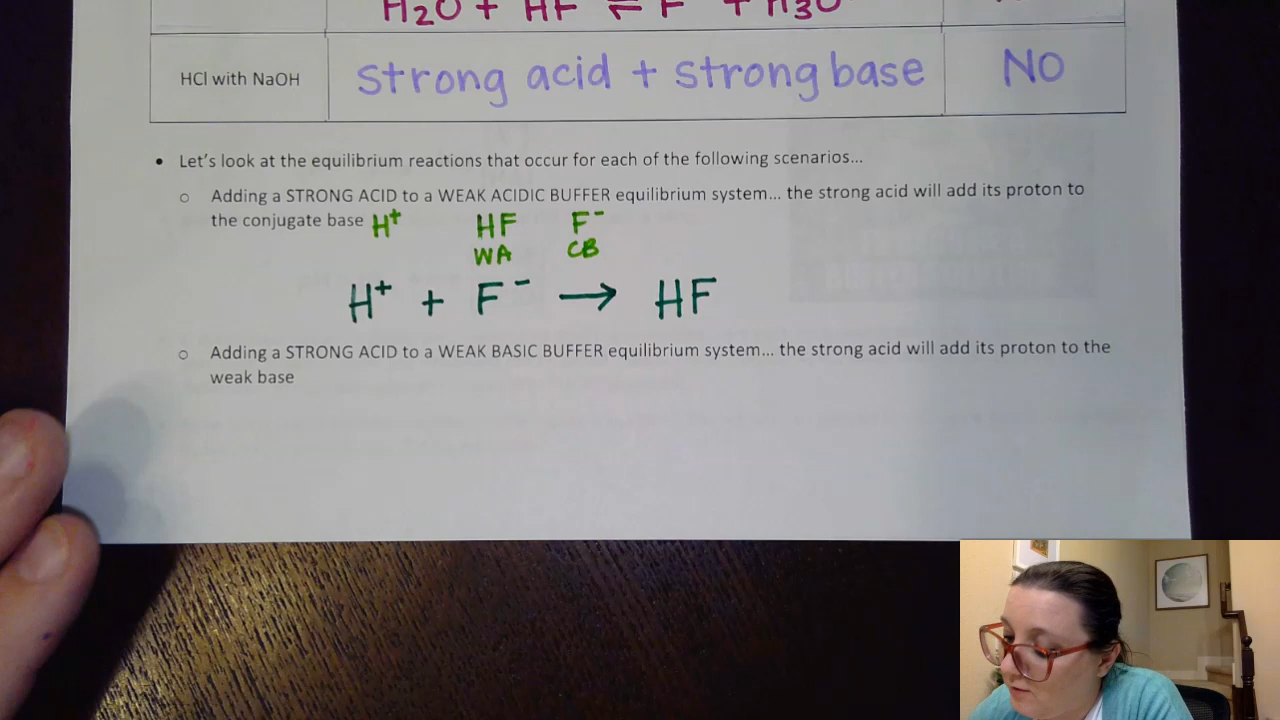 H2O + HF ⇌ F + H3O
HCl with NaOH strong acid + strong base NO
• Let's look at the equilibrium reactions that occur for each of the following scenarios...
o Adding a STRONG ACID to a WEAK ACIDIC BUFFER equilibrium system... the strong acid will add its proton to
the conjugate base H⁺ HF F⁻
WA CB
H⁺ + F⁻ → HF
o Adding a STRONG ACID to a WEAK BASIC BUFFER equilibrium system... the strong acid will add its proton to the
weak base